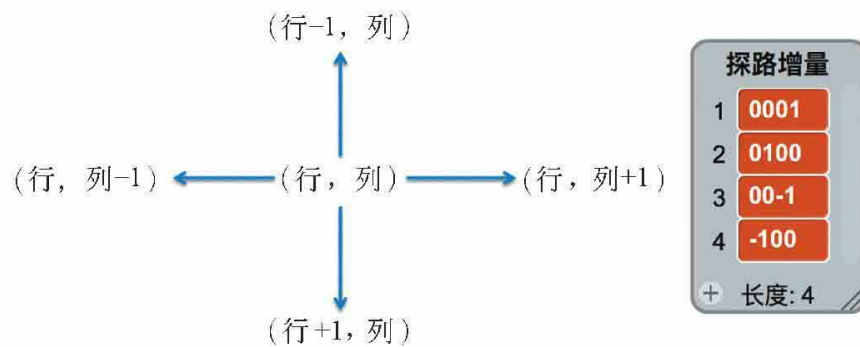 (行-1, 列)
(行, 列-1)
(行, 列)
(行, 列+1)
(行+1, 列)
探路增量
1 0001
2 0100
3 00-1
4 -100
+ 长度: 4